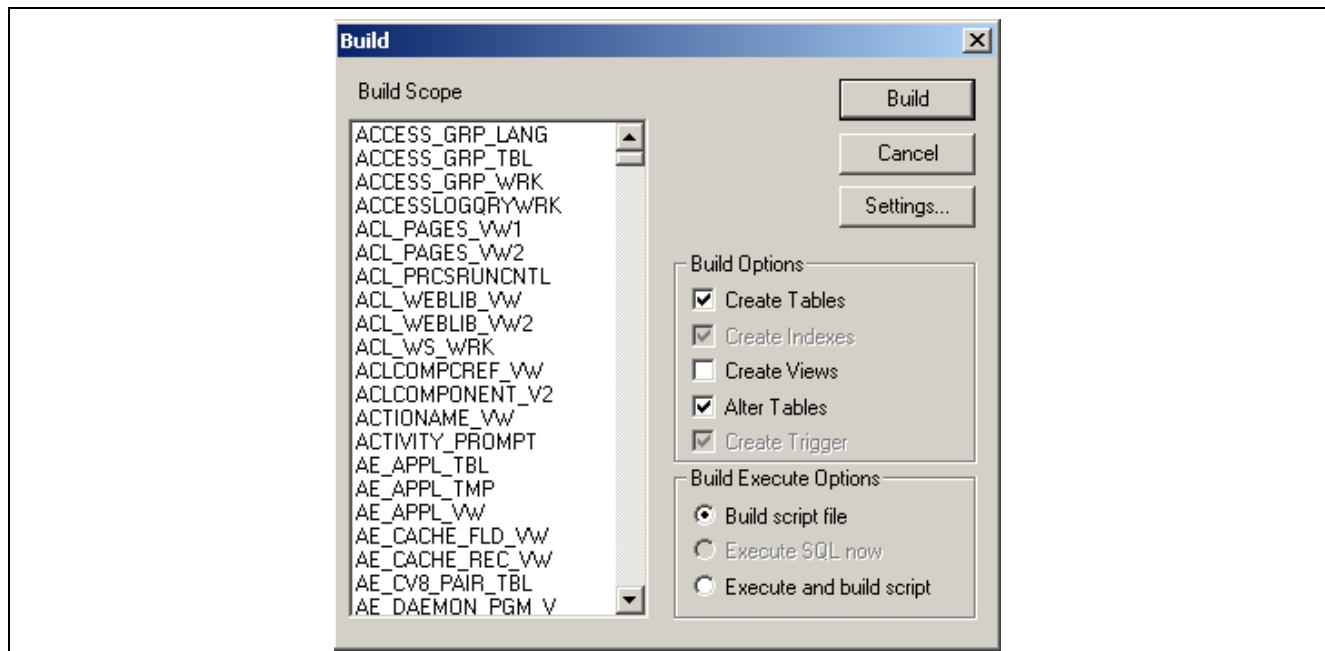 Build
Build Scope
ACCESS_GRP_LANG
ACCESS_GRP_TBL
ACCESS_GRP_WRK
ACCESSLOGQRYWRK
ACL_PAGES_VW1
ACL_PAGES_VW2
ACL_PRCSRUNCNTL
ACL_WEBLIB_VW
ACL_WEBLIB_VW2
ACL_WS_WRK
ACLCOMPCREF_VW
ACLCOMPONENT_V2
ACTIONAME_VW
ACTIVITY_PROMPT
AE_APPL_TBL
AE_APPL_TMP
AE_APPL_VW
AE_CACHE_FLD_VW
AE_CACHE_REC_VW
AE_CV8_PAIR_TBL
AE_DAEMON_PGM_V
Build
Cancel
Settings...
Build Options
Create Tables
Create Indexes
Create Views
Alter Tables
Create Trigger
Build Execute Options
Build script file
Execute SQL now
Execute and build script